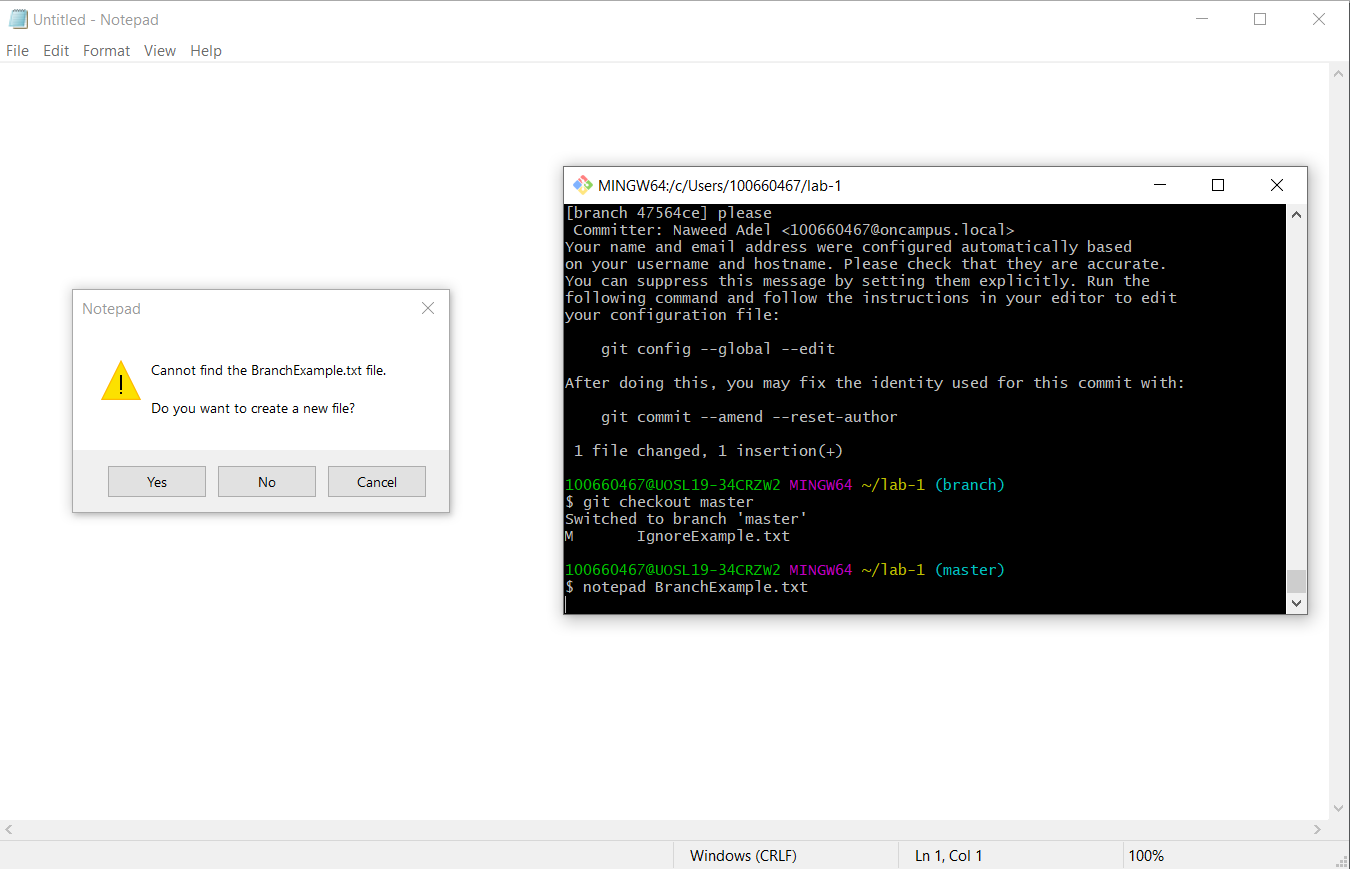 Untitled - Notepad
File Edit Format View Help
Notepad
Cannot find the BranchExample.txt file.
Do you want to create a new file?
Yes No Cancel
MINGW64:/c/Users/100660467/lab-1
[branch 47564ce] please
 Committer: Naweed Adel <100660467@oncampus.local>
Your name and email address were configured automatically based
on your username and hostname. Please check that they are accurate.
You can suppress this message by setting them explicitly. Run the
following command and follow the instructions in your editor to edit
your configuration file:
    git config --global --edit
After doing this, you may fix the identity used for this commit with:
    git commit --amend --reset-author
 1 file changed, 1 insertion(+)
100660467@UOSL19-34CRZW2 MINGW64 ~/lab-1 (branch)
$ git checkout master
Switched to branch 'master'
M       IgnoreExample.txt
100660467@UOSL19-34CRZW2 MINGW64 ~/lab-1 (master)
$ notepad BranchExample.txt
Windows (CRLF) Ln 1, Col 1 100%